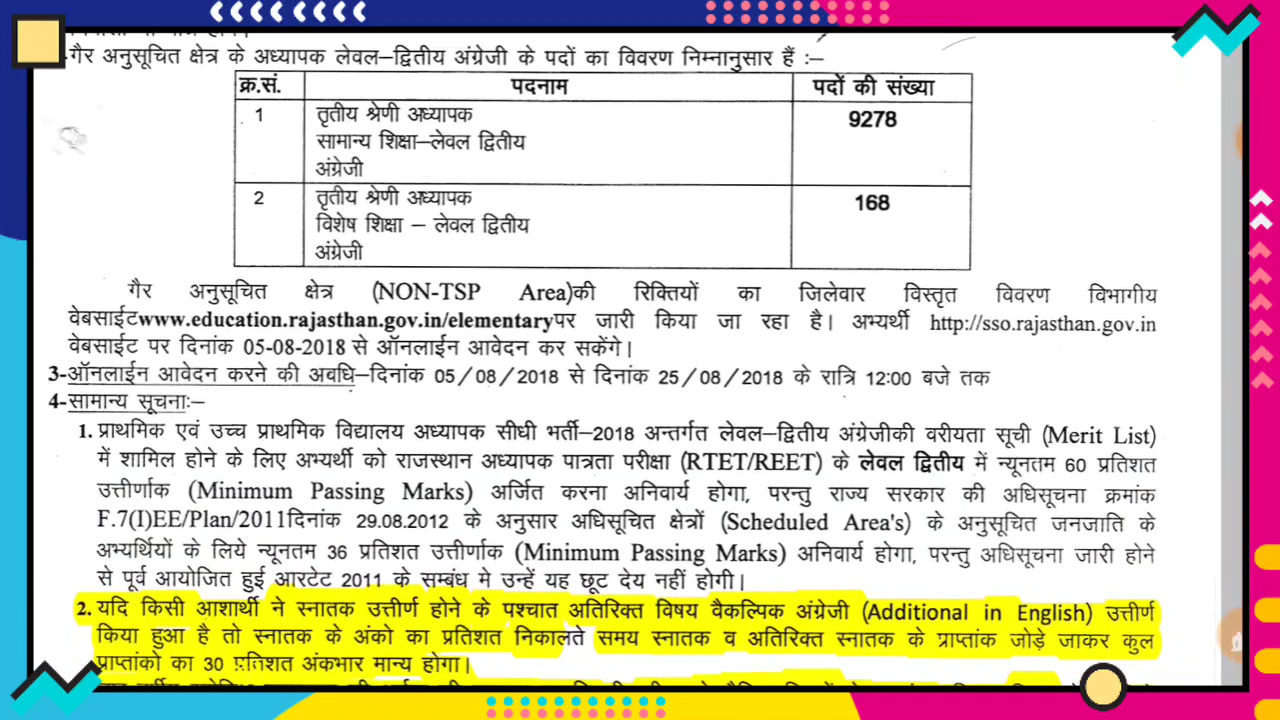 गैर अनुसूचित क्षेत्र के अध्यापक लेवल–द्वितीय अंग्रेजी के पदों का विवरण निम्नानुसार हैं :–
क्र.सं. पदनाम पदों की संख्या
1 तृतीय श्रेणी अध्यापक 9278
सामान्य शिक्षा–लेवल द्वितीय
अंग्रेजी
2 तृतीय श्रेणी अध्यापक 168
विशेष शिक्षा – लेवल द्वितीय
अंग्रेजी
गैर अनुसूचित क्षेत्र (NON-TSP Area)की रिक्तियों का जिलेवार विस्तृत विवरण विभागीय
वेबसाईटwww.education.rajasthan.gov.in/elementaryपर जारी किया जा रहा है। अभ्यर्थी http://sso.rajasthan.gov.in
वेबसाईट पर दिनांक 05-08-2018 से ऑनलाईन आवेदन कर सकेंगे।
3-ऑनलाईन आवेदन करने की अवधि–दिनांक 05/08/2018 से दिनांक 25/08/2018 के रात्रि 12:00 बजे तक
4-सामान्य सूचनाः–
1. प्राथमिक एवं उच्च प्राथमिक विद्यालय अध्यापक सीधी भर्ती–2018 अन्तर्गत लेवल–द्वितीय अंग्रेजीकी वरीयता सूची (Merit List)
में शामिल होने के लिए अभ्यर्थी को राजस्थान अध्यापक पात्रता परीक्षा (RTET/REET) के लेवल द्वितीय में न्यूनतम 60 प्रतिशत
उत्तीर्णाक (Minimum Passing Marks) अर्जित करना अनिवार्य होगा, परन्तु राज्य सरकार की अधिसूचना क्रमांक
F.7(I)EE/Plan/2011दिनांक 29.08.2012 के अनुसार अधिसूचित क्षेत्रों (Scheduled Area's) के अनुसूचित जनजाति के
अभ्यर्थियों के लिये न्यूनतम 36 प्रतिशत उत्तीर्णाक (Minimum Passing Marks) अनिवार्य होगा, परन्तु अधिसूचना जारी होने
से पूर्व आयोजित हुई आरटेट 2011 के सम्बंध मे उन्हें यह छूट देय नहीं होगी।
2. यदि किसी आशार्थी ने स्नातक उत्तीर्ण होने के पश्चात अतिरिक्त विषय वैकल्पिक अंग्रेजी (Additional in English) उत्तीर्ण
किया हुआ है तो स्नातक के अंको का प्रतिशत निकालते समय स्नातक व अतिरिक्त स्नातक के प्राप्तांक जोड़े जाकर कुल
प्राप्तांको का 30 प्रतिशत अंकभार मान्य होगा।